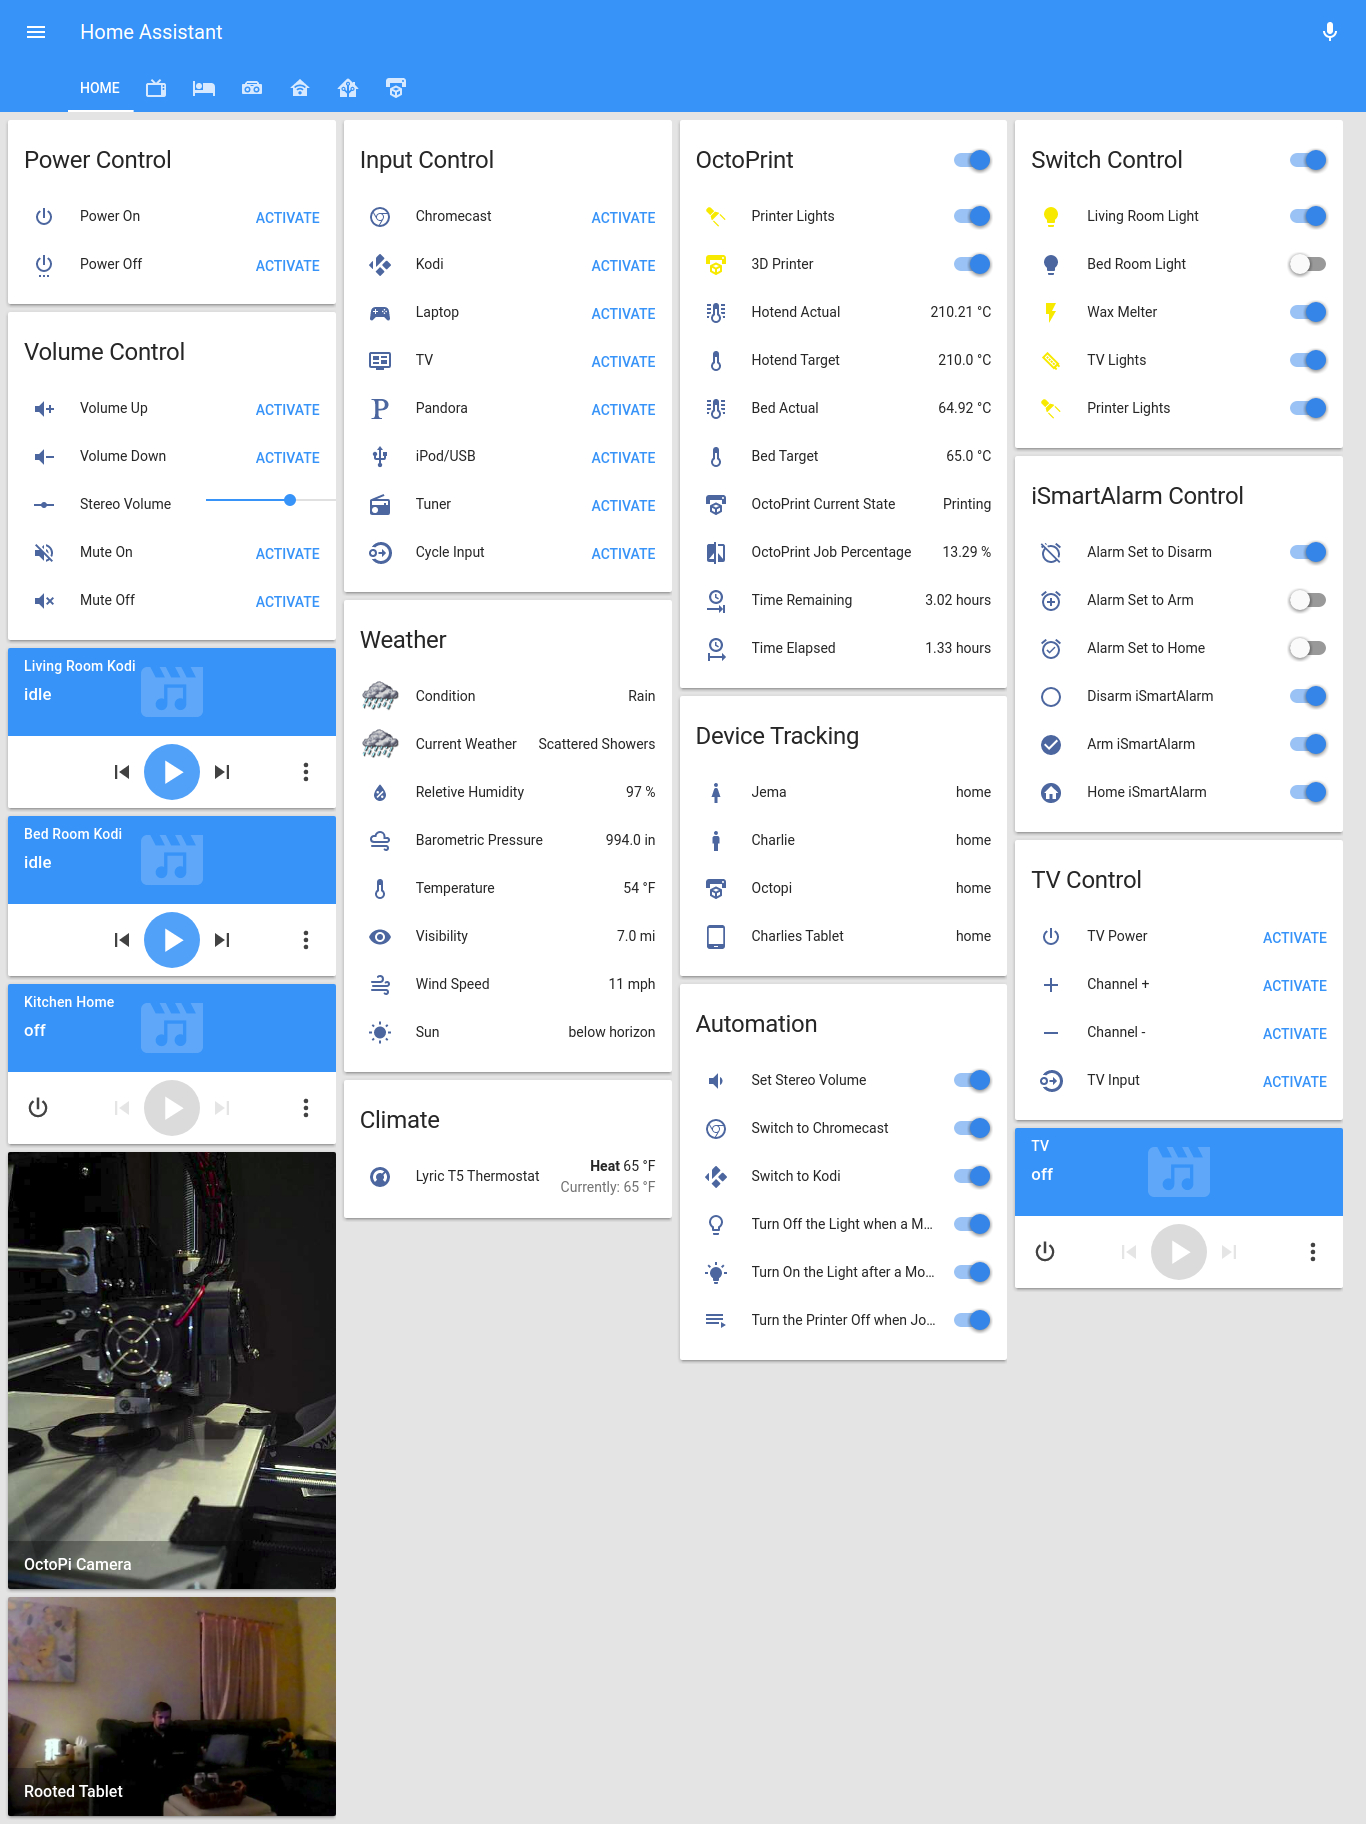 Home Assistant
HOME
Power Control
Power On ACTIVATE
Power Off ACTIVATE
Volume Control
Volume Up ACTIVATE
Volume Down ACTIVATE
Stereo Volume
Mute On ACTIVATE
Mute Off ACTIVATE
Living Room Kodi
idle
Bed Room Kodi
idle
Kitchen Home
off
OctoPi Camera
Rooted Tablet
Input Control
Chromecast ACTIVATE
Kodi ACTIVATE
Laptop ACTIVATE
TV ACTIVATE
P Pandora ACTIVATE
iPod/USB ACTIVATE
Tuner ACTIVATE
Cycle Input ACTIVATE
Weather
Condition Rain
Current Weather Scattered Showers
Reletive Humidity 97 %
Barometric Pressure 994.0 in
Temperature 54 °F
Visibility 7.0 mi
Wind Speed 11 mph
Sun below horizon
Climate
Lyric T5 Thermostat Heat 65 °F
Currently: 65 °F
OctoPrint
Printer Lights
3D Printer
Hotend Actual 210.21 °C
Hotend Target 210.0 °C
Bed Actual 64.92 °C
Bed Target 65.0 °C
OctoPrint Current State Printing
OctoPrint Job Percentage 13.29 %
Time Remaining 3.02 hours
Time Elapsed 1.33 hours
Device Tracking
Jema home
Charlie home
Octopi home
Charlies Tablet home
Automation
Set Stereo Volume
Switch to Chromecast
Switch to Kodi
Turn Off the Light when a M...
Turn On the Light after a Mo...
Turn the Printer Off when Jo...
Switch Control
Living Room Light
Bed Room Light
Wax Melter
TV Lights
Printer Lights
iSmartAlarm Control
Alarm Set to Disarm
Alarm Set to Arm
Alarm Set to Home
Disarm iSmartAlarm
Arm iSmartAlarm
Home iSmartAlarm
TV Control
TV Power ACTIVATE
Channel + ACTIVATE
Channel - ACTIVATE
TV Input ACTIVATE
TV
off